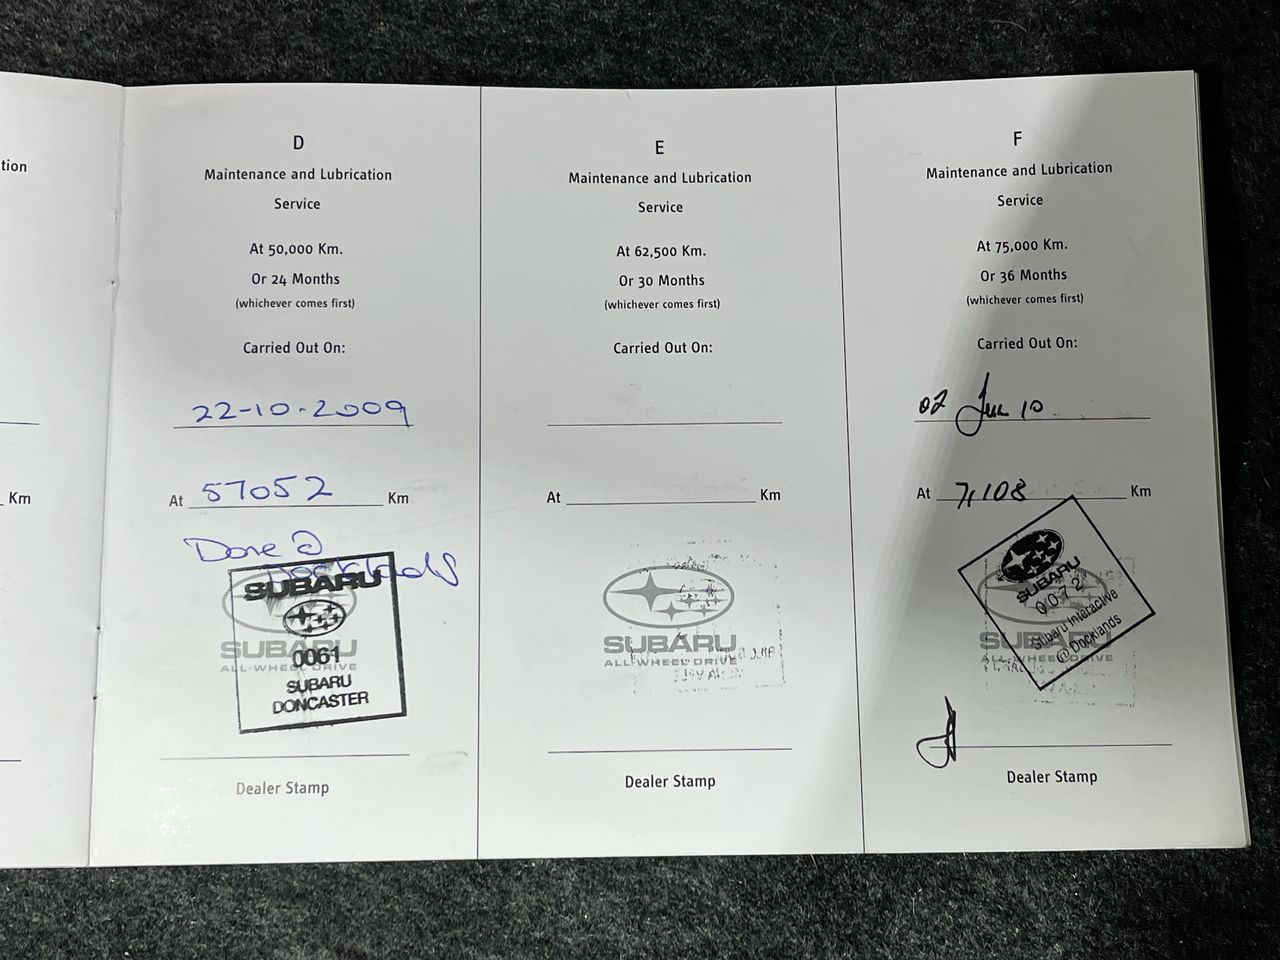 tion
Km
D
Maintenance and Lubrication
Service
At 50,000 Km.
Or 24 Months
(whichever comes first)
Carried Out On:
22-10-2009
At 57052 Km
Done @
Docklands
SUBARU
0061
SUBARU
DONCASTER
SUBARU
ALL-WHEEL DRIVE
Dealer Stamp
E
Maintenance and Lubrication
Service
At 62,500 Km.
Or 30 Months
(whichever comes first)
Carried Out On:
At Km
SUBARU
ALL-WHEEL DRIVE
Dealer Stamp
F
Maintenance and Lubrication
Service
At 75,000 Km.
Or 36 Months
(whichever comes first)
Carried Out On:
02 10
At 71108 Km
SUBARU
0072
Subaru Interactive
@ Docklands
SUBARU
ALL-WHEEL DRIVE
Dealer Stamp